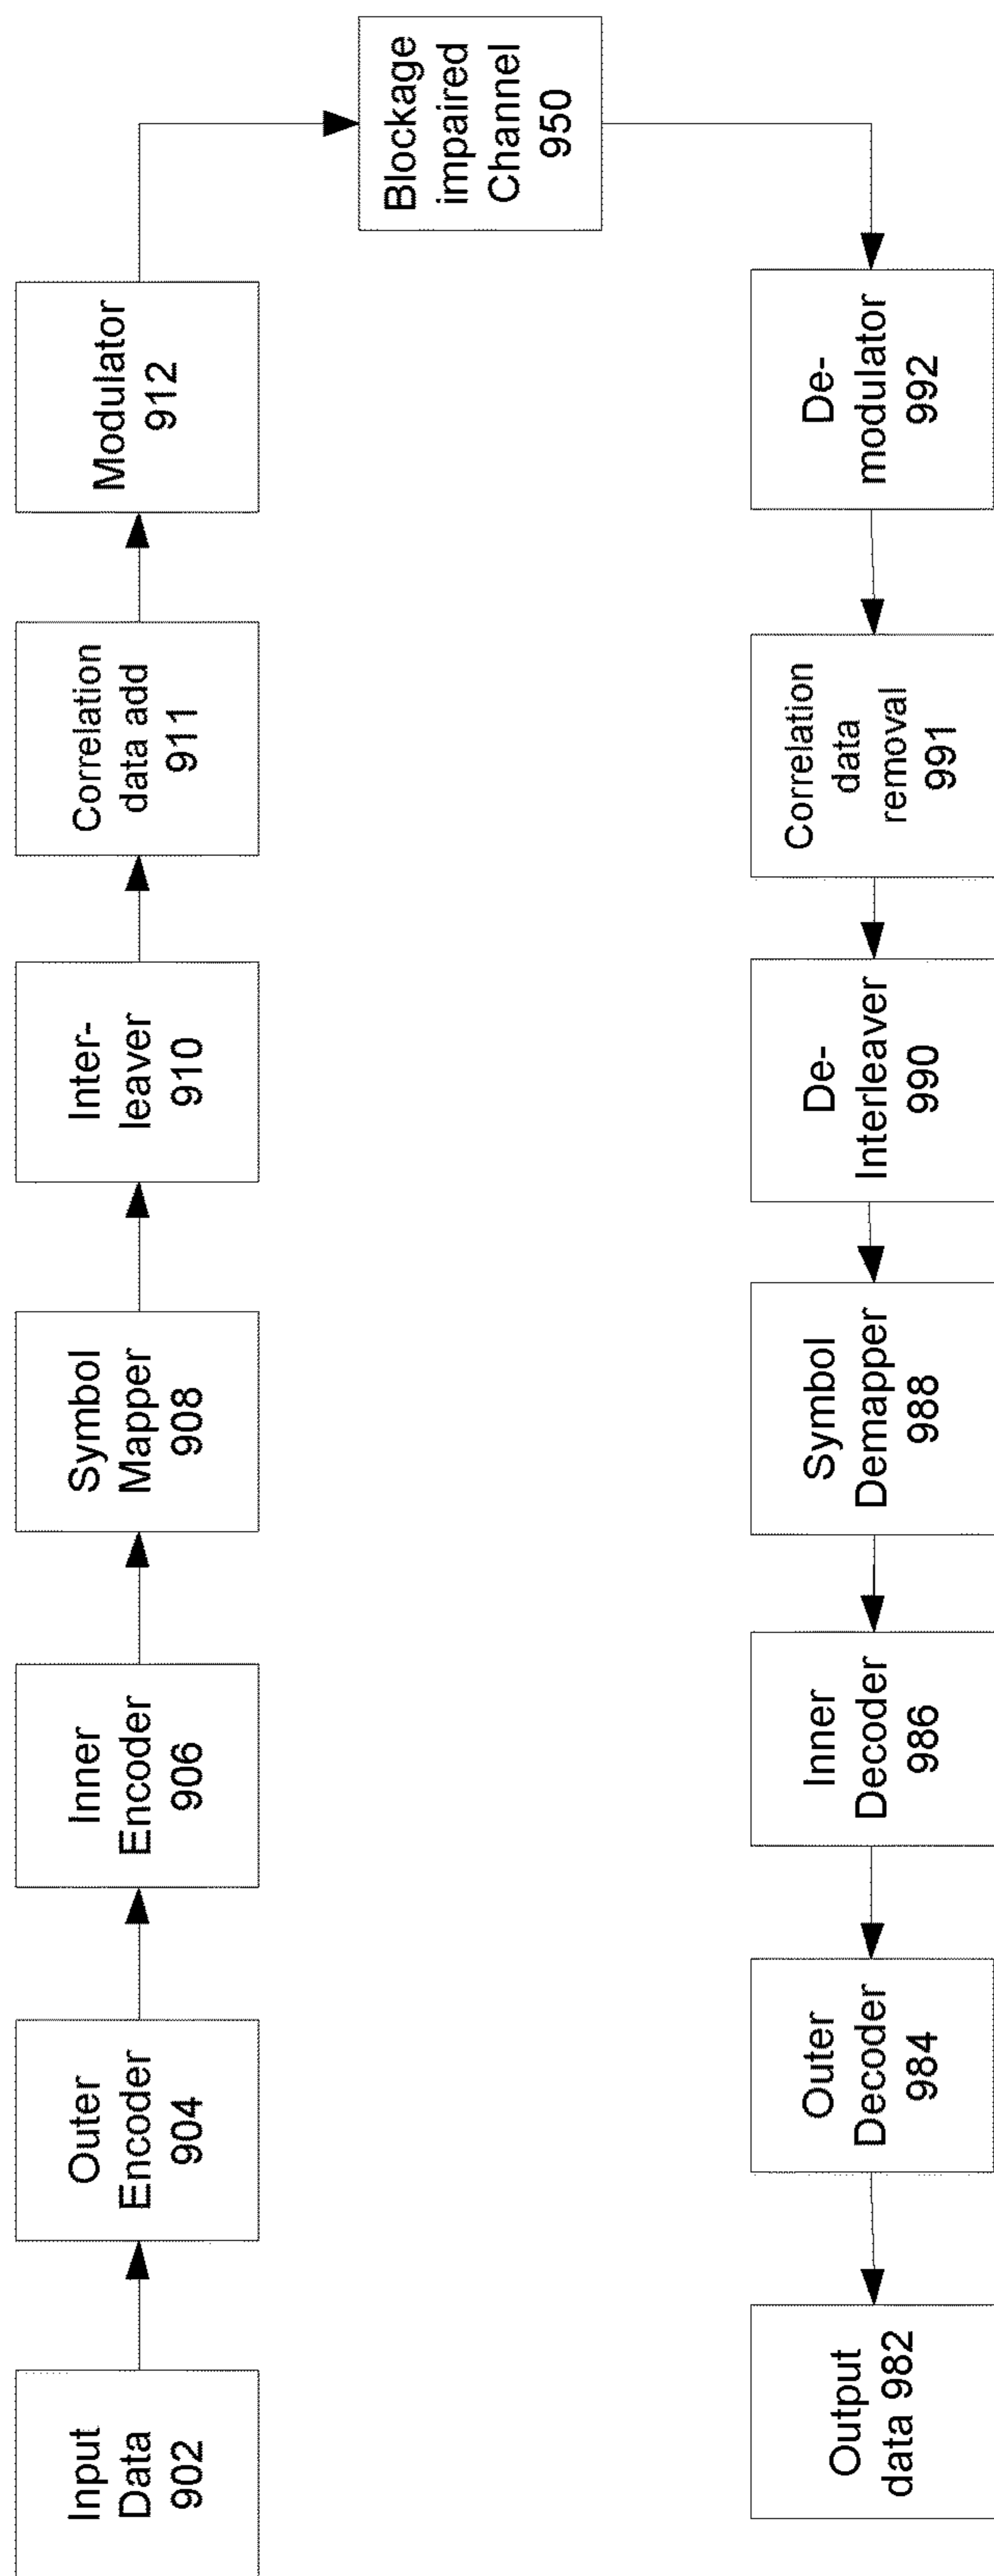 Input
Data
902
Outer
Encoder
904
Inner
Encoder
906
Symbol
Mapper
908
Inter-
leaver
910
Correlation
data add
911
Modulator
912
Blockage
impaired
Channel
950
De-
modulator
992
Correlation
data
removal
991
De-
Interleaver
990
Symbol
Demapper
988
Inner
Decoder
986
Outer
Decoder
984
Output
data 982